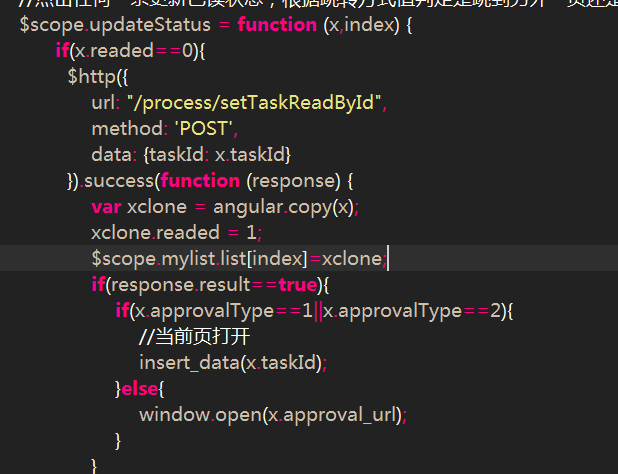 $scope.updateStatus = function (x,index) {
if(x.readed==0){
$http({
url: "/process/setTaskReadById",
method: 'POST',
data: {taskId: x.taskId}
}).success(function (response) {
var xclone = angular.copy(x);
xclone.readed = 1;
$scope.mylist.list[index]=xclone;
if(response.result==true){
if(x.approvalType==1||x.approvalType==2){
//当前页打开
insert_data(x.taskId);
}else{
window.open(x.approval_url);
}
}